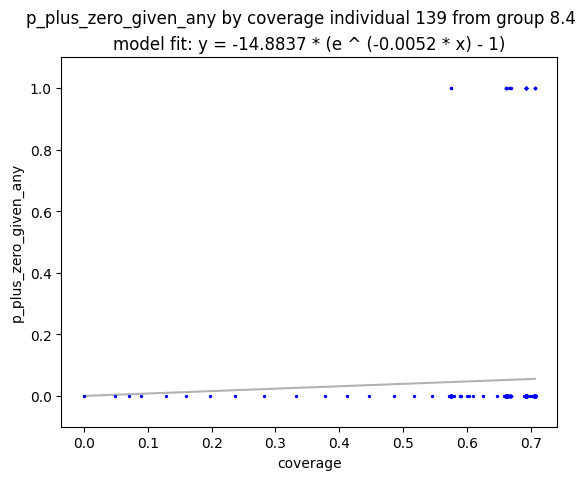 p_plus_zero_given_any by coverage individual 139 from group 8.4
model fit: y = -14.8837 * (e ^ (-0.0052 * x) - 1)
1.0
0.8
0.6
0.4
0.2
0.0
p_plus_zero_given_any
0.0 0.1 0.2 0.3 0.4 0.5 0.6 0.7
coverage